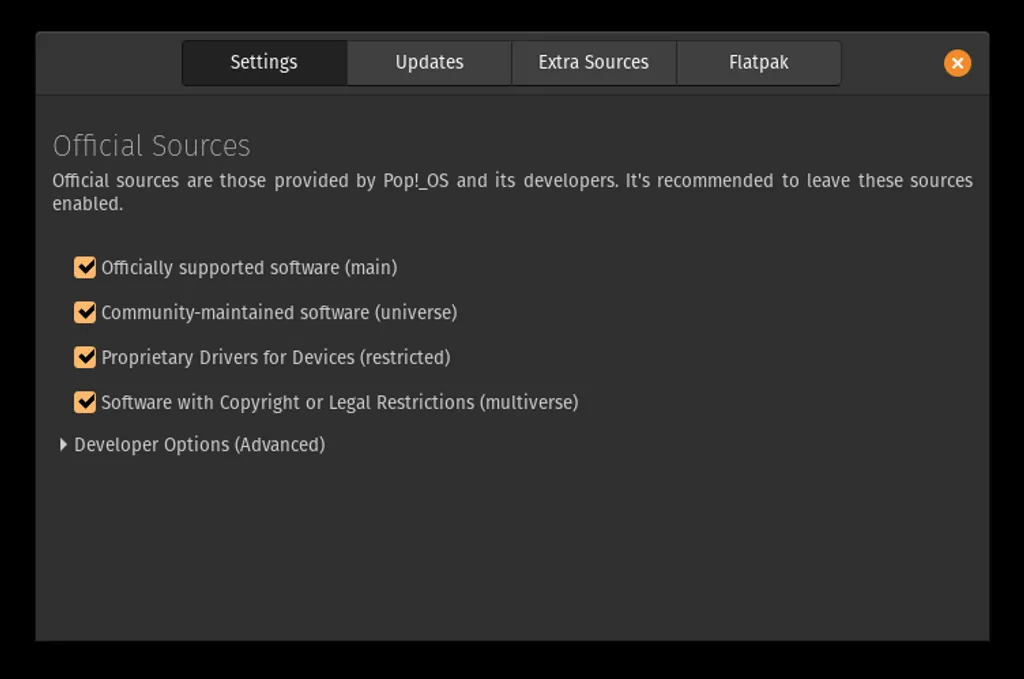 Settings
Updates
Extra Sources
Flatpak
Official Sources
Official sources are those provided by Pop!_OS and its developers. It's recommended to leave these sources
enabled.
Officially supported software (main)
Community-maintained software (universe)
Proprietary Drivers for Devices (restricted)
Software with Copyright or Legal Restrictions (multiverse)
Developer Options (Advanced)